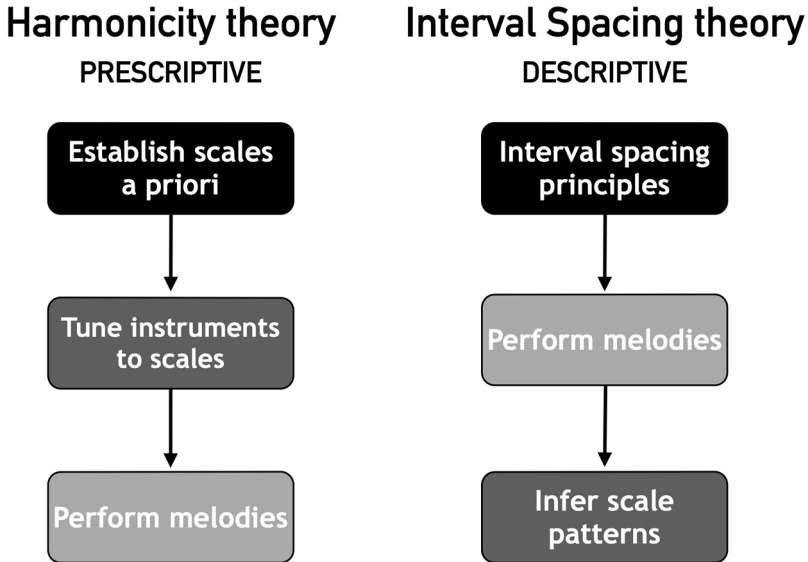 Harmonicity theory
PRESCRIPTIVE
Establish scales
a priori
Tune instruments
to scales
Perform melodies
Interval Spacing theory
DESCRIPTIVE
Interval spacing
principles
Perform melodies
Infer scale
patterns